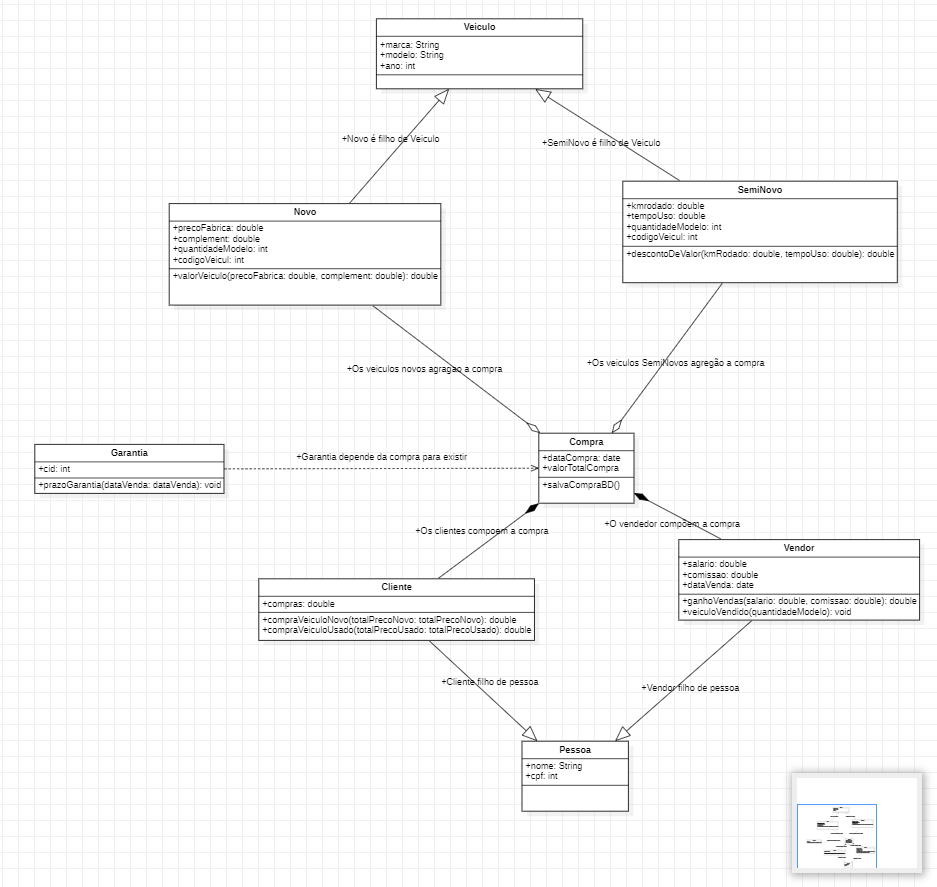 Veiculo
+marca: String
+modelo: String
+ano: int
+Novo é filho de Veiculo
+SemiNovo é filho de Veiculo
SemiNovo
+kmrodado: double
+tempoUso: double
+quantidadeModelo: int
+codigoVeicul: int
+descontoDeValor(kmRodado: double, tempoUso: double): double
Novo
+precoFabrica: double
+complement: double
+quantidadeModelo: int
+codigoVeicul: int
+valorVeiculo(precoFabrica: double, complement: double): double
+Os veiculos novos agragao a compra
+Os veiculos SemiNovos agregão a compra
Garantia
+cid: int
+prazoGarantia(dataVenda: dataVenda): void
+Garantia depende da compra para existir
Compra
+dataCompra: date
+valorTotalCompra
+salvaCompraBD()
+Os clientes compoem a compra
+O vendedor compoem a compra
Vendor
+salario: double
+comissao: double
+dataVenda: date
+ganhoVendas(salario: double, comissao: double): double
+veiculoVendido(quantidadeModelo): void
Cliente
+compras: double
+compraVeiculoNovo(totalPrecoNovo: totalPrecoNovo): double
+compraVeiculoUsado(totalPrecoUsado: totalPrecoUsado): double
+Cliente filho de pessoa
+Vendor filho de pessoa
Pessoa
+nome: String
+cpf: int